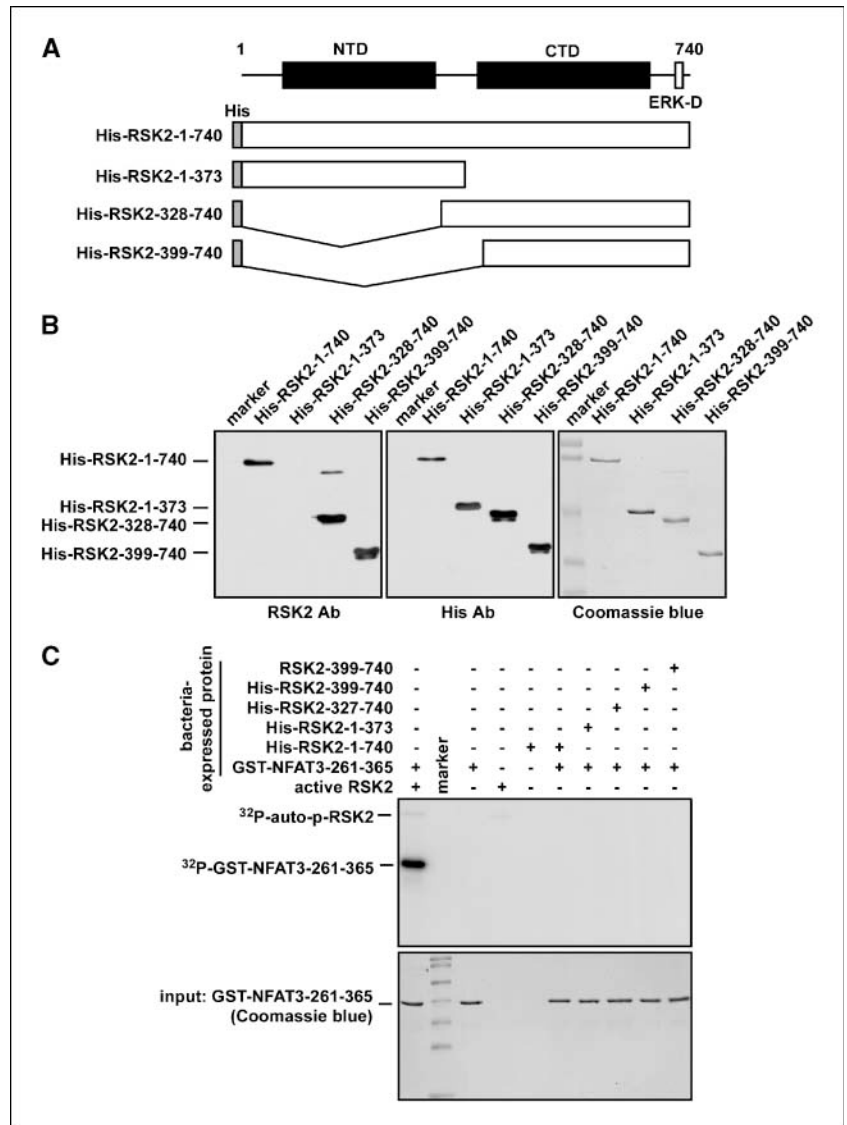 A
1 NTD CTD 740
ERK-D
His
His-RSK2-1-740
His-RSK2-1-373
His-RSK2-328-740
His-RSK2-399-740
B
marker His-RSK2-1-740 His-RSK2-1-373 His-RSK2-328-740 His-RSK2-399-740 marker His-RSK2-1-740 His-RSK2-1-373 His-RSK2-328-740 His-RSK2-399-740 marker His-RSK2-1-740 His-RSK2-1-373 His-RSK2-328-740 His-RSK2-399-740
His-RSK2-1-740
His-RSK2-1-373
His-RSK2-328-740
His-RSK2-399-740
RSK2 Ab His Ab Coomassie blue
C
bacteria-
expressed protein
RSK2-399-740 - - - - - - - - +
His-RSK2-399-740 - - - - - - - + -
His-RSK2-327-740 - - - - - - + - -
His-RSK2-1-373 - - - - - + - - -
His-RSK2-1-740 - - - + + - - - -
GST-NFAT3-261-365 + + - - + + + + +
active RSK2 + - + - - - - - -
marker
32P-auto-p-RSK2
32P-GST-NFAT3-261-365
input: GST-NFAT3-261-365
(Coomassie blue)